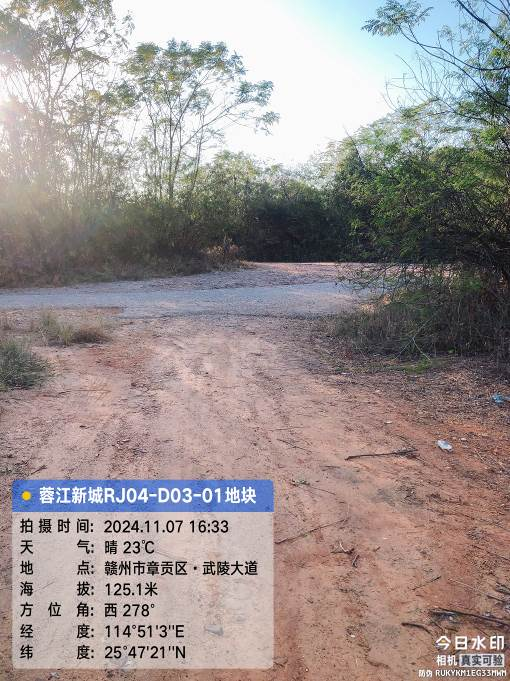 蓉江新城RJ04-D03-01地块
拍摄时间: 2024.11.07 16:33
天气: 晴 23℃
地点: 赣州市章贡区·武陵大道
海拔: 125.1米
方位角: 西 278°
经度: 114°51'3"E
纬度: 25°47'21"N
今日水印
相机 真实可验
防伪 RUKYKM1EG33MWM